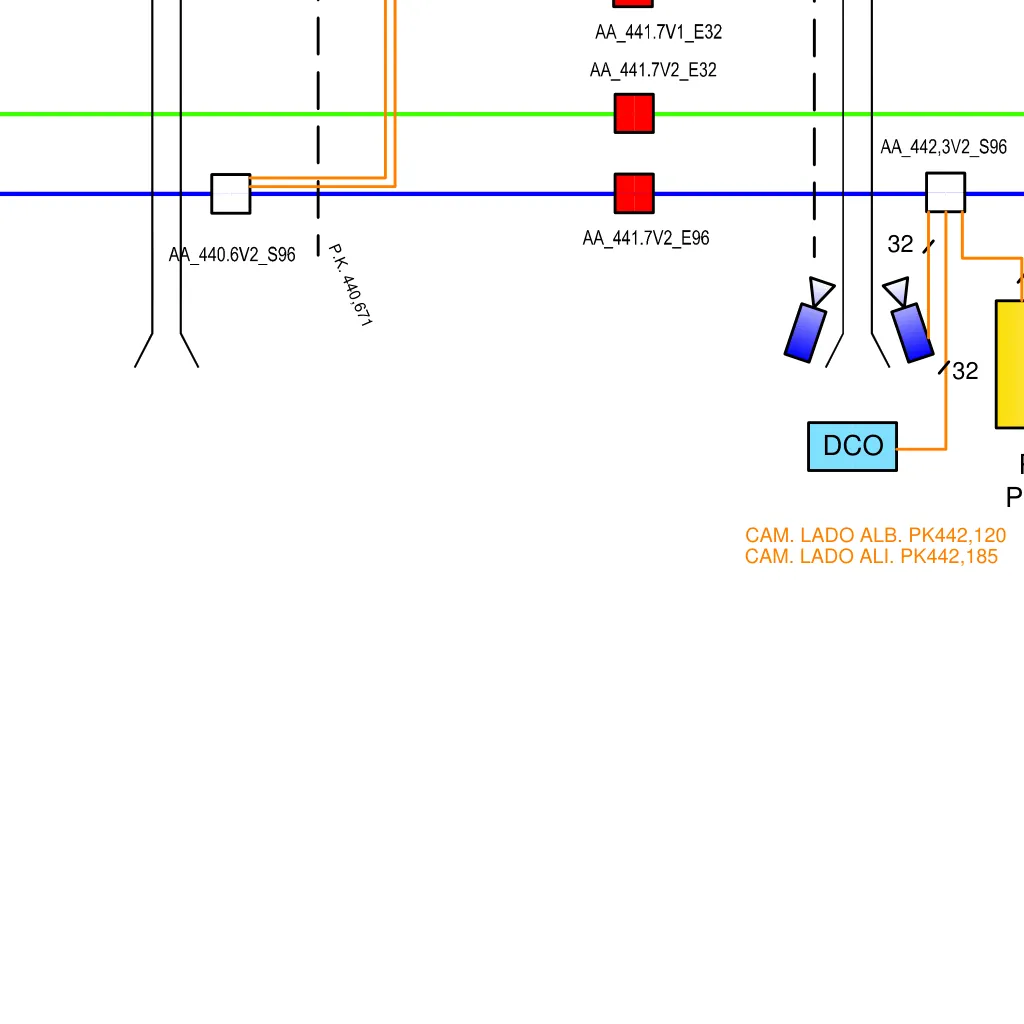 AA_441.7V1_E32
AA_441.7V2_E32
AA_442,3V2_S96
AA_441.7V2_E96
32
AA_440.6V2_S96
P.K. 440,671
32
DCO
P
CAM. LADO ALB. PK442,120
CAM. LADO ALI. PK442,185